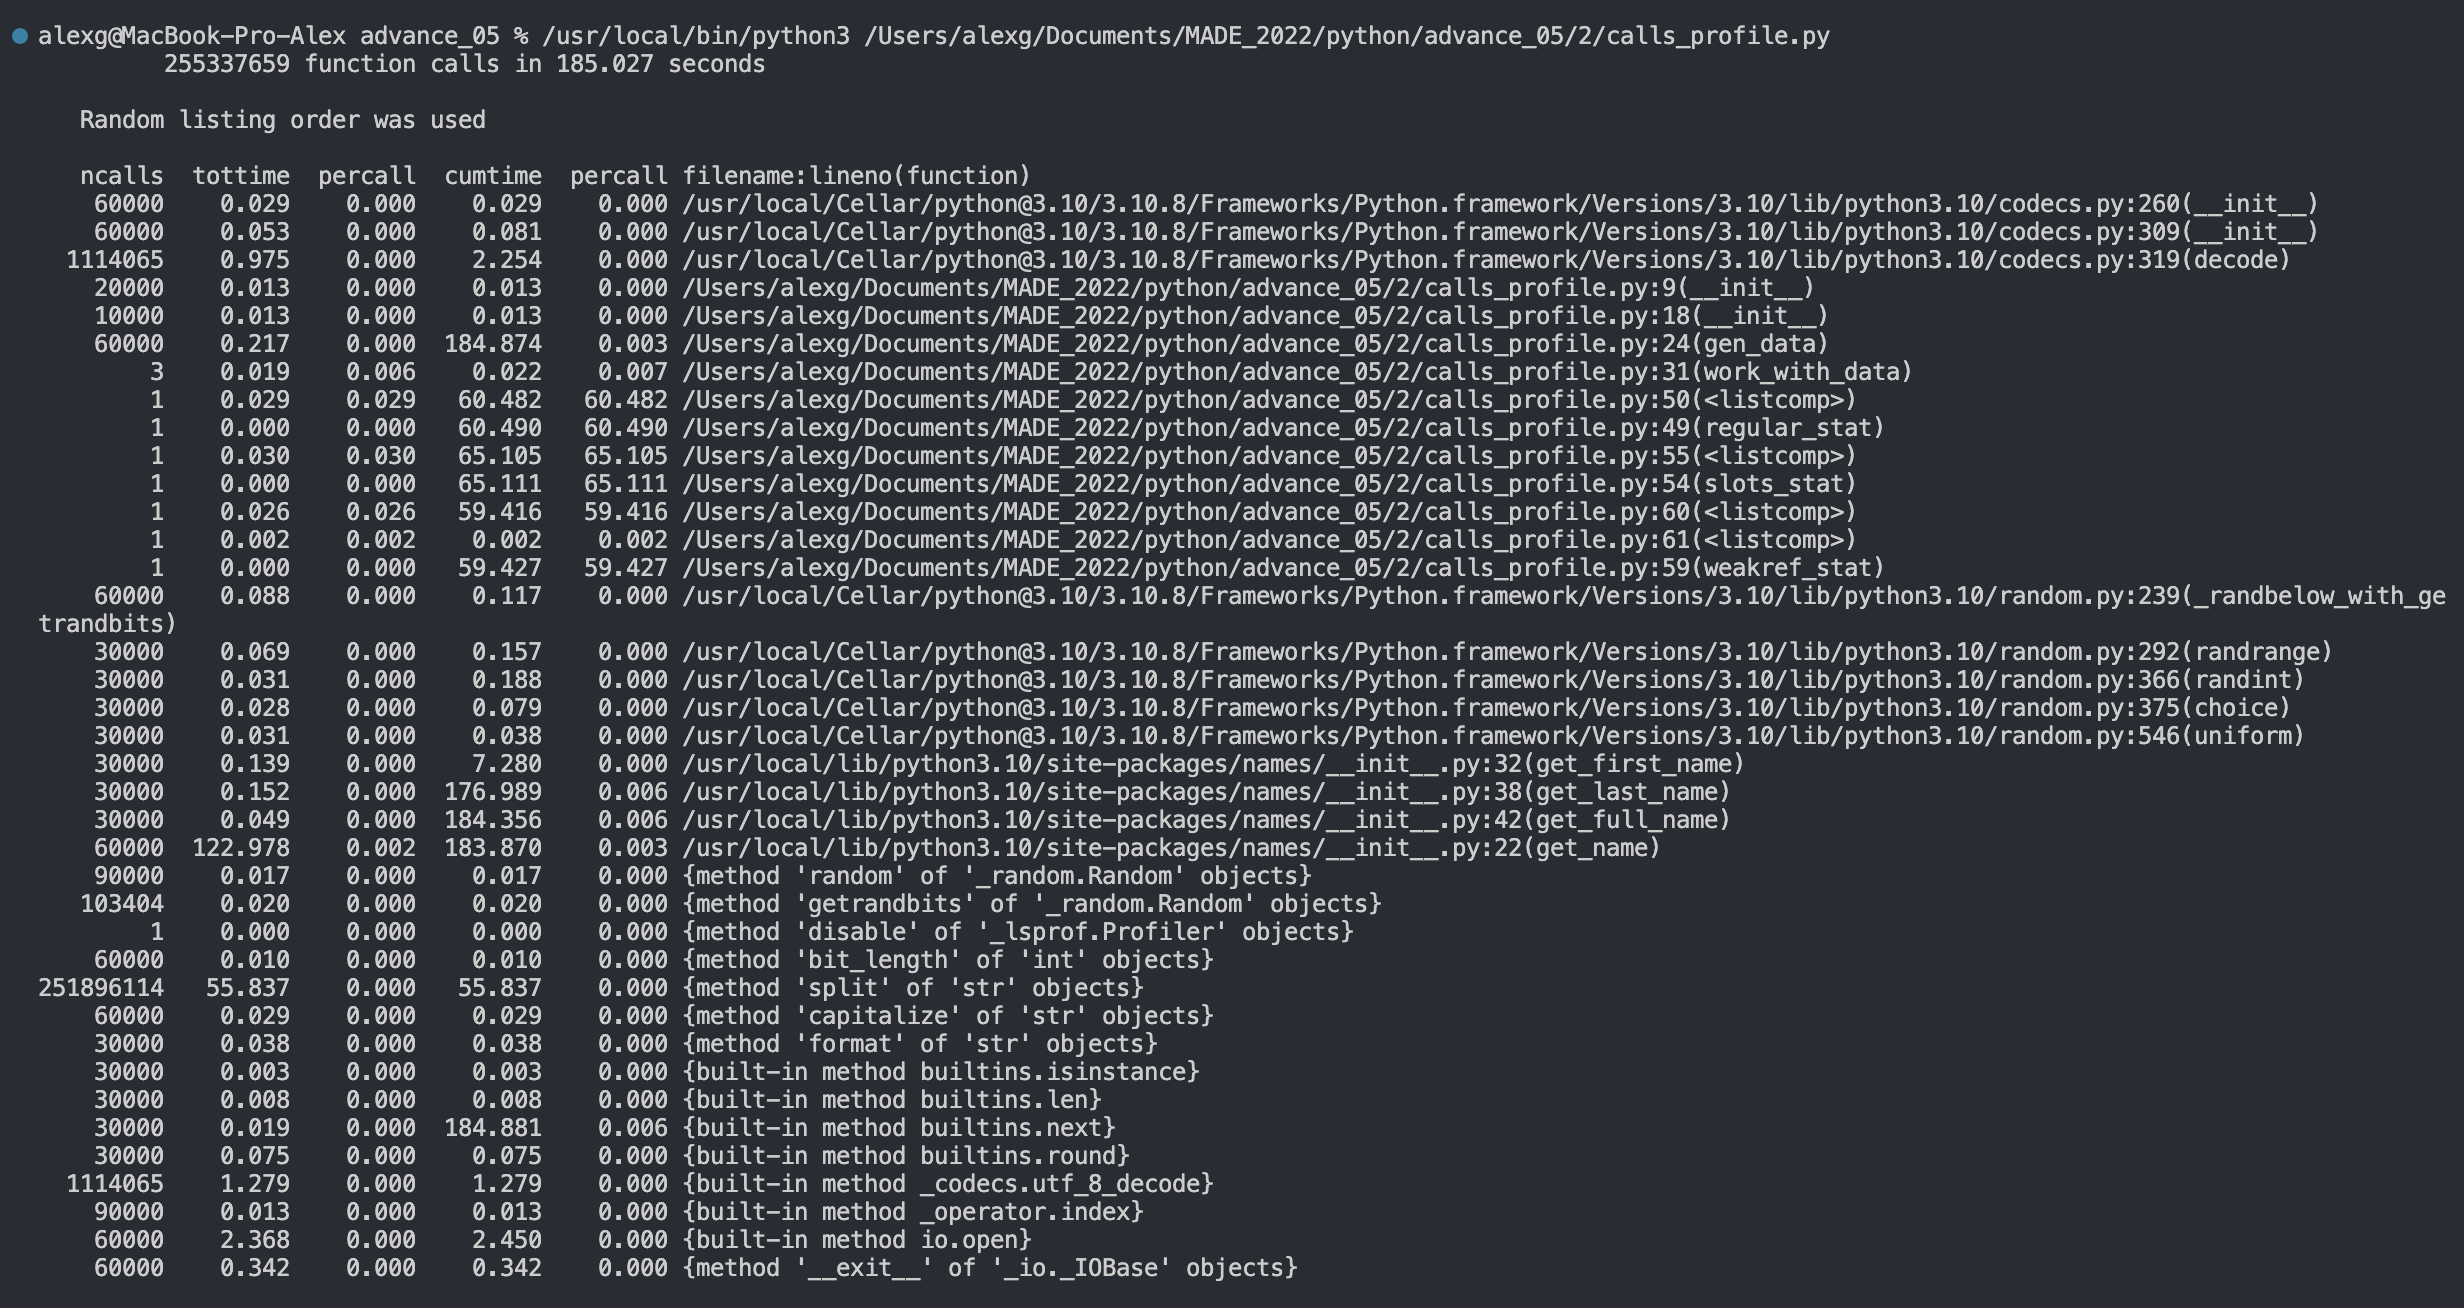 alexg@MacBook-Pro-Alex advance_05 % /usr/local/bin/python3 /Users/alexg/Documents/MADE_2022/python/advance_05/2/calls_profile.py
         255337659 function calls in 185.027 seconds
   Random listing order was used
   ncalls  tottime  percall  cumtime  percall filename:lineno(function)
    60000    0.029    0.000    0.029    0.000 /usr/local/Cellar/python@3.10/3.10.8/Frameworks/Python.framework/Versions/3.10/lib/python3.10/codecs.py:260(__init__)
    60000    0.053    0.000    0.081    0.000 /usr/local/Cellar/python@3.10/3.10.8/Frameworks/Python.framework/Versions/3.10/lib/python3.10/codecs.py:309(__init__)
  1114065    0.975    0.000    2.254    0.000 /usr/local/Cellar/python@3.10/3.10.8/Frameworks/Python.framework/Versions/3.10/lib/python3.10/codecs.py:319(decode)
    20000    0.013    0.000    0.013    0.000 /Users/alexg/Documents/MADE_2022/python/advance_05/2/calls_profile.py:9(__init__)
    10000    0.013    0.000    0.013    0.000 /Users/alexg/Documents/MADE_2022/python/advance_05/2/calls_profile.py:18(__init__)
    60000    0.217    0.000  184.874    0.003 /Users/alexg/Documents/MADE_2022/python/advance_05/2/calls_profile.py:24(gen_data)
        3    0.019    0.006    0.022    0.007 /Users/alexg/Documents/MADE_2022/python/advance_05/2/calls_profile.py:31(work_with_data)
        1    0.029    0.029   60.482   60.482 /Users/alexg/Documents/MADE_2022/python/advance_05/2/calls_profile.py:50(<listcomp>)
        1    0.000    0.000   60.490   60.490 /Users/alexg/Documents/MADE_2022/python/advance_05/2/calls_profile.py:49(regular_stat)
        1    0.030    0.030   65.105   65.105 /Users/alexg/Documents/MADE_2022/python/advance_05/2/calls_profile.py:55(<listcomp>)
        1    0.000    0.000   65.111   65.111 /Users/alexg/Documents/MADE_2022/python/advance_05/2/calls_profile.py:54(slots_stat)
        1    0.026    0.026   59.416   59.416 /Users/alexg/Documents/MADE_2022/python/advance_05/2/calls_profile.py:60(<listcomp>)
        1    0.002    0.002    0.002    0.002 /Users/alexg/Documents/MADE_2022/python/advance_05/2/calls_profile.py:61(<listcomp>)
        1    0.000    0.000   59.427   59.427 /Users/alexg/Documents/MADE_2022/python/advance_05/2/calls_profile.py:59(weakref_stat)
    60000    0.088    0.000    0.117    0.000 /usr/local/Cellar/python@3.10/3.10.8/Frameworks/Python.framework/Versions/3.10/lib/python3.10/random.py:239(_randbelow_with_ge
trandbits)
    30000    0.069    0.000    0.157    0.000 /usr/local/Cellar/python@3.10/3.10.8/Frameworks/Python.framework/Versions/3.10/lib/python3.10/random.py:292(randrange)
    30000    0.031    0.000    0.188    0.000 /usr/local/Cellar/python@3.10/3.10.8/Frameworks/Python.framework/Versions/3.10/lib/python3.10/random.py:366(randint)
    30000    0.028    0.000    0.079    0.000 /usr/local/Cellar/python@3.10/3.10.8/Frameworks/Python.framework/Versions/3.10/lib/python3.10/random.py:375(choice)
    30000    0.031    0.000    0.038    0.000 /usr/local/Cellar/python@3.10/3.10.8/Frameworks/Python.framework/Versions/3.10/lib/python3.10/random.py:546(uniform)
    30000    0.139    0.000    7.280    0.000 /usr/local/lib/python3.10/site-packages/names/__init__.py:32(get_first_name)
    30000    0.152    0.000  176.989    0.006 /usr/local/lib/python3.10/site-packages/names/__init__.py:38(get_last_name)
    30000    0.049    0.000  184.356    0.006 /usr/local/lib/python3.10/site-packages/names/__init__.py:42(get_full_name)
    60000  122.978    0.002  183.870    0.003 /usr/local/lib/python3.10/site-packages/names/__init__.py:22(get_name)
    90000    0.017    0.000    0.017    0.000 {method 'random' of '_random.Random' objects}
   103404    0.020    0.000    0.020    0.000 {method 'getrandbits' of '_random.Random' objects}
        1    0.000    0.000    0.000    0.000 {method 'disable' of '_lsprof.Profiler' objects}
    60000    0.010    0.000    0.010    0.000 {method 'bit_length' of 'int' objects}
251896114   55.837    0.000   55.837    0.000 {method 'split' of 'str' objects}
    60000    0.029    0.000    0.029    0.000 {method 'capitalize' of 'str' objects}
    30000    0.038    0.000    0.038    0.000 {method 'format' of 'str' objects}
    30000    0.003    0.000    0.003    0.000 {built-in method builtins.isinstance}
    30000    0.008    0.000    0.008    0.000 {built-in method builtins.len}
    30000    0.019    0.000  184.881    0.006 {built-in method builtins.next}
    30000    0.075    0.000    0.075    0.000 {built-in method builtins.round}
  1114065    1.279    0.000    1.279    0.000 {built-in method _codecs.utf_8_decode}
    90000    0.013    0.000    0.013    0.000 {built-in method _operator.index}
    60000    2.368    0.000    2.450    0.000 {built-in method io.open}
    60000    0.342    0.000    0.342    0.000 {method '__exit__' of '_io._IOBase' objects}